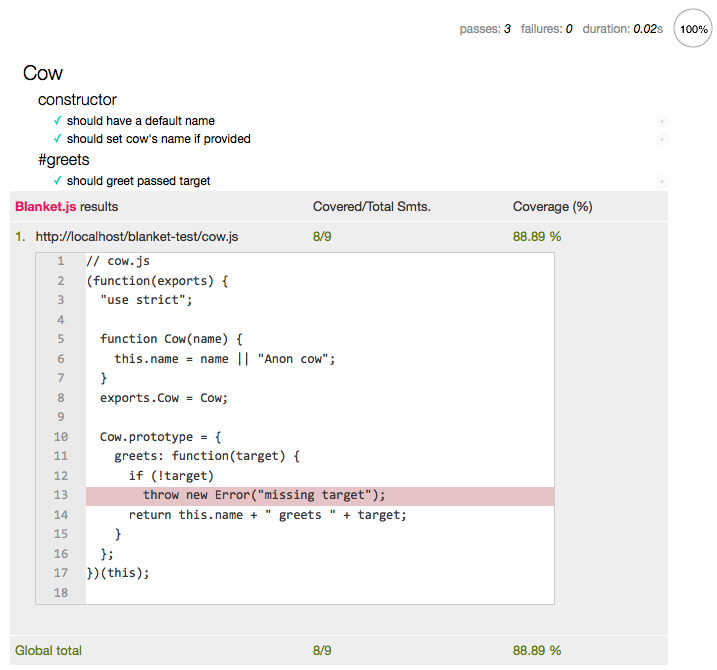 passes: 3 failures: 0 duration: 0.02s 100%
Cow
constructor
✓ should have a default name
✓ should set cow's name if provided
#greets
✓ should greet passed target
Blanket.js results Covered/Total Smts. Coverage (%)
1. http://localhost/blanket-test/cow.js 8/9 88.89 %
1 // cow.js
2 (function(exports) {
3   "use strict";
4
5   function Cow(name) {
6     this.name = name || "Anon cow";
7   }
8   exports.Cow = Cow;
9
10   Cow.prototype = {
11     greets: function(target) {
12       if (!target)
13         throw new Error("missing target");
14       return this.name + " greets " + target;
15     }
16   };
17 })(this);
18
Global total 8/9 88.89 %